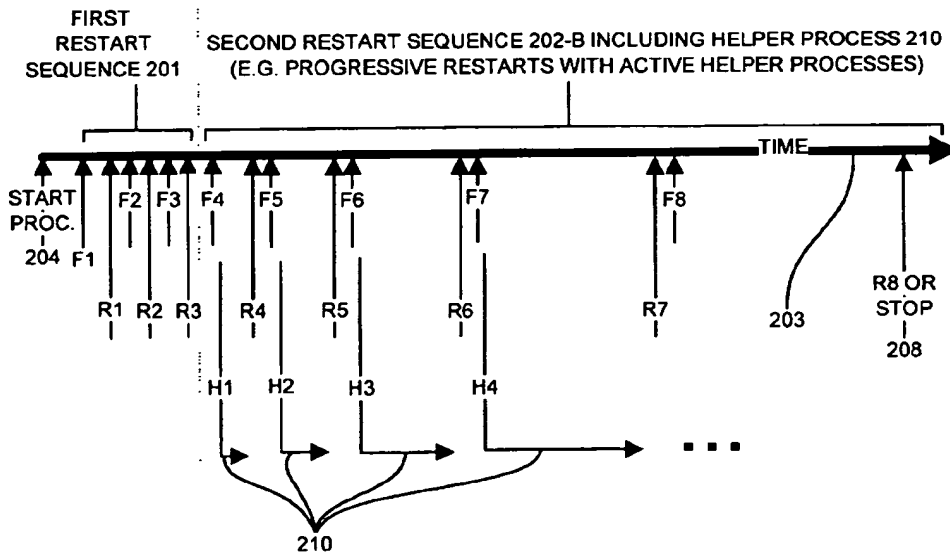 FIRST
RESTART
SEQUENCE 201
SECOND RESTART SEQUENCE 202-B INCLUDING HELPER PROCESS 210
(E.G. PROGRESSIVE RESTARTS WITH ACTIVE HELPER PROCESSES)
TIME
START
PROC.
204
F1
F2
F3
F4
F5
F6
F7
F8
R1
R2
R3
R4
R5
R6
R7
203
R8 OR
STOP
208
H1
H2
H3
H4
210